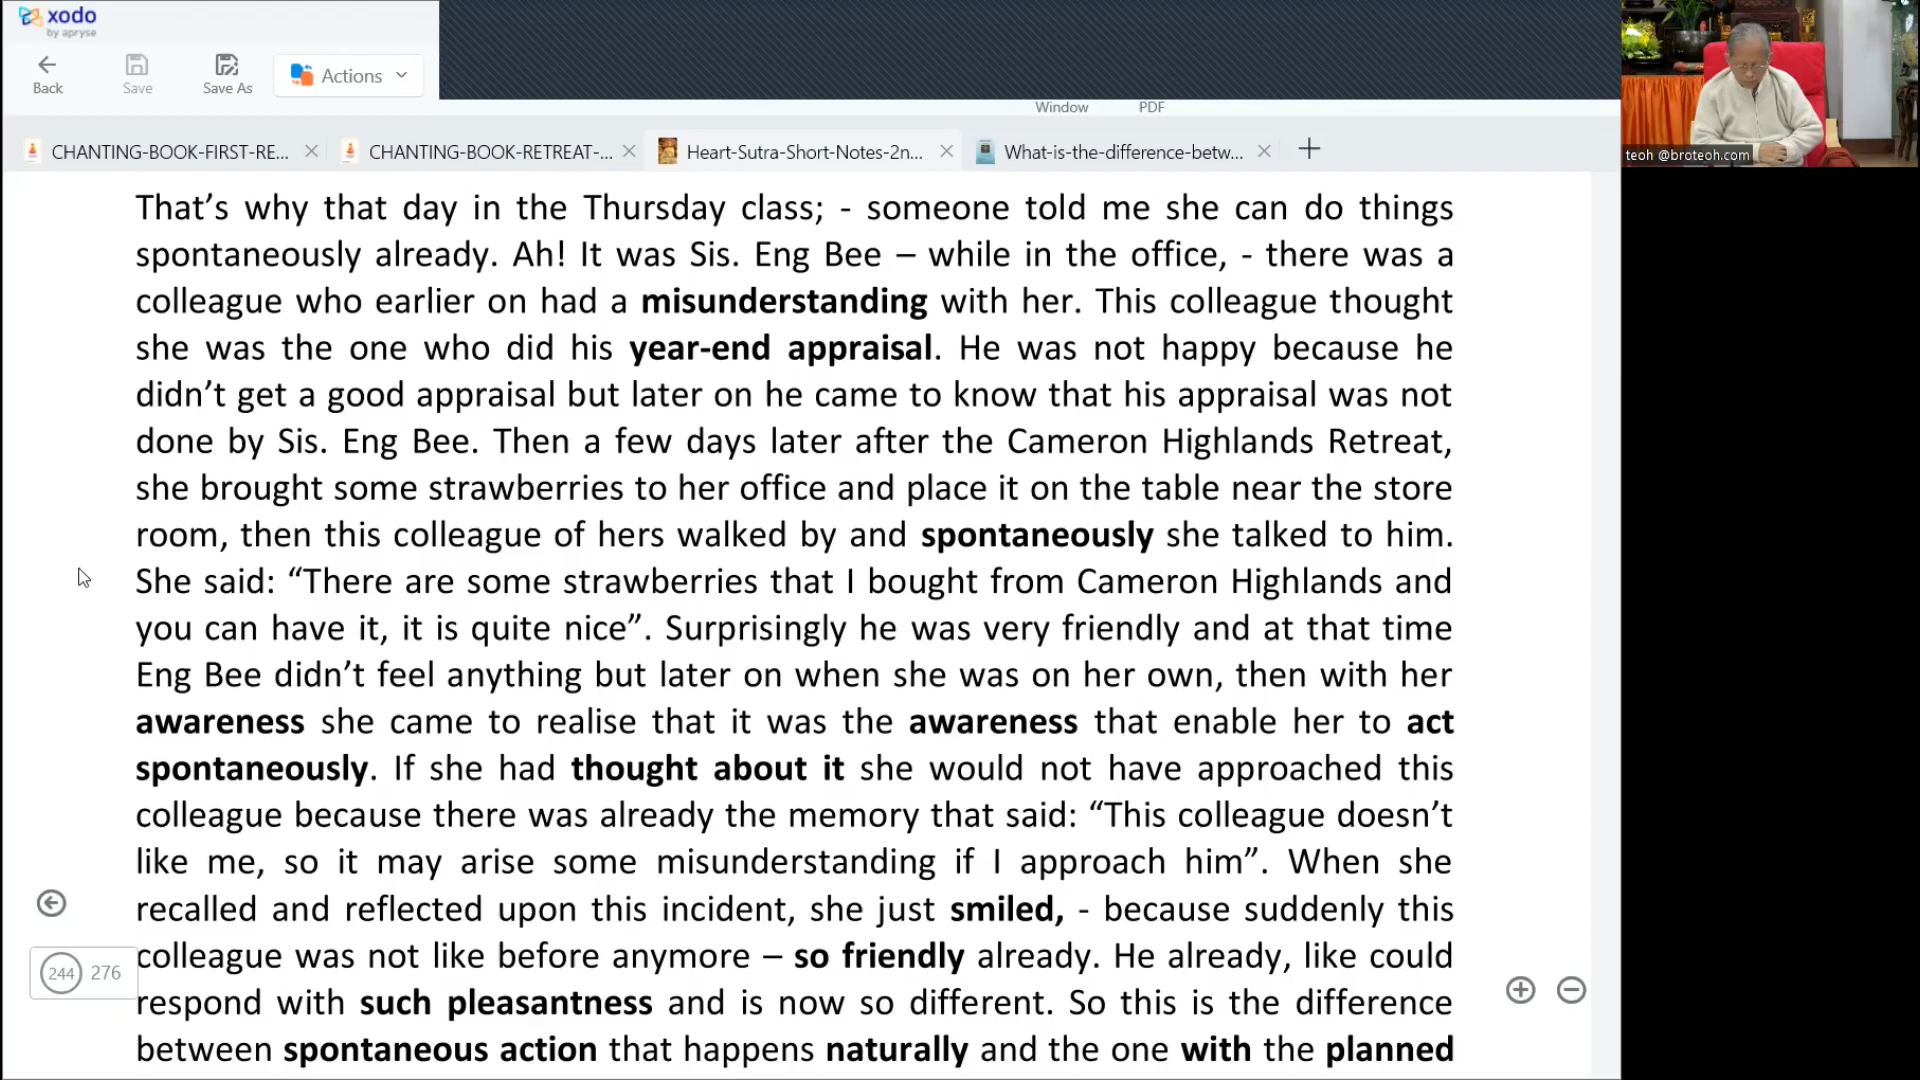 xodo
by apryse
Back
Save
Save As
Actions
Window
PDF
CHANTING-BOOK-FIRST-RE...
CHANTING-BOOK-RETREAT-...
Heart-Sutra-Short-Notes-2n...
What-is-the-difference-betw...
teoh @broteoh.com
That’s why that day in the Thursday class; - someone told me she can do things
spontaneously already. Ah! It was Sis. Eng Bee – while in the office, - there was a
colleague who earlier on had a misunderstanding with her. This colleague thought
she was the one who did his year-end appraisal. He was not happy because he
didn’t get a good appraisal but later on he came to know that his appraisal was not
done by Sis. Eng Bee. Then a few days later after the Cameron Highlands Retreat,
she brought some strawberries to her office and place it on the table near the store
room, then this colleague of hers walked by and spontaneously she talked to him.
She said: “There are some strawberries that I bought from Cameron Highlands and
you can have it, it is quite nice”. Surprisingly he was very friendly and at that time
Eng Bee didn’t feel anything but later on when she was on her own, then with her
awareness she came to realise that it was the awareness that enable her to act
spontaneously. If she had thought about it she would not have approached this
colleague because there was already the memory that said: “This colleague doesn’t
like me, so it may arise some misunderstanding if I approach him”. When she
recalled and reflected upon this incident, she just smiled, - because suddenly this
colleague was not like before anymore – so friendly already. He already, like could
respond with such pleasantness and is now so different. So this is the difference
between spontaneous action that happens naturally and the one with the planned
244 276